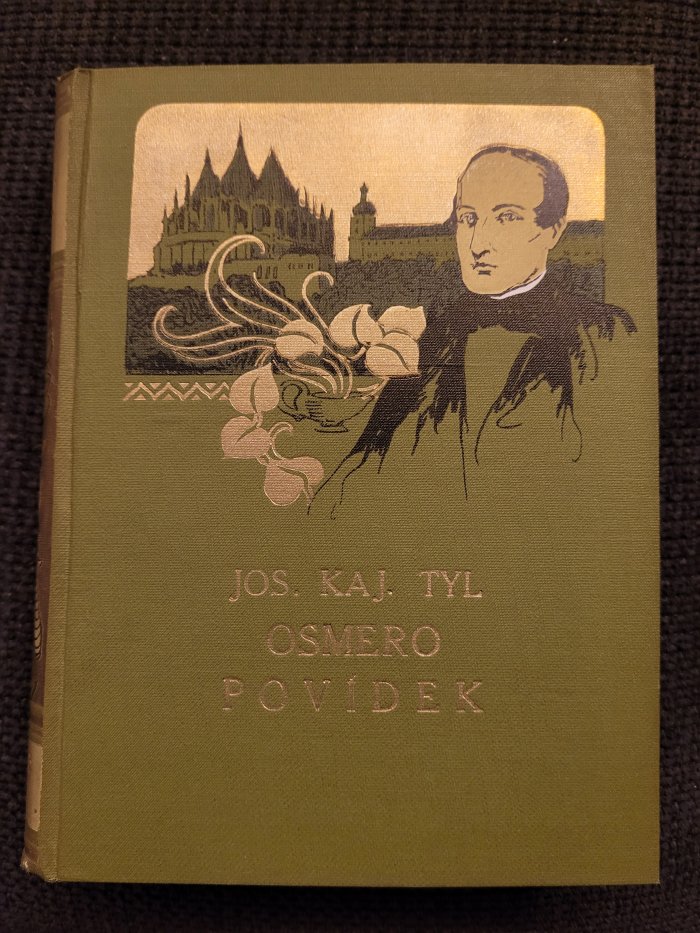 JOS. KAJ. TYL
OSMERO
POVÍDEK